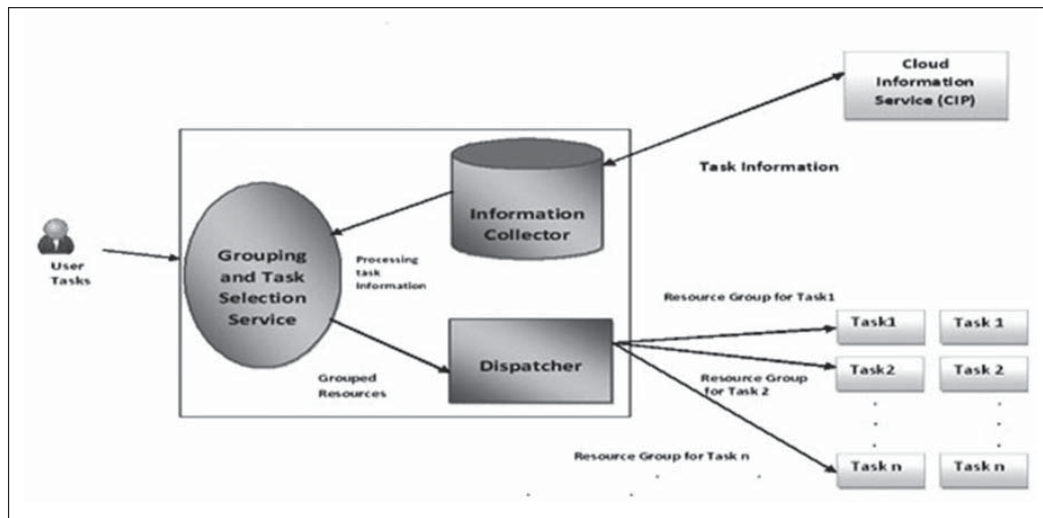 Cloud
Information
Service (CIP)
Task Information
Information
Collector
User
Tasks
Grouping
and Task
Selection
Service
Processing
task
Information
Resource Group for Task1
Task1
Task 1
Dispatcher
Grouped
Resources
Resource Group
for Task 2
Task2
Task 2
Resource Group for Task n
Task n
Task n